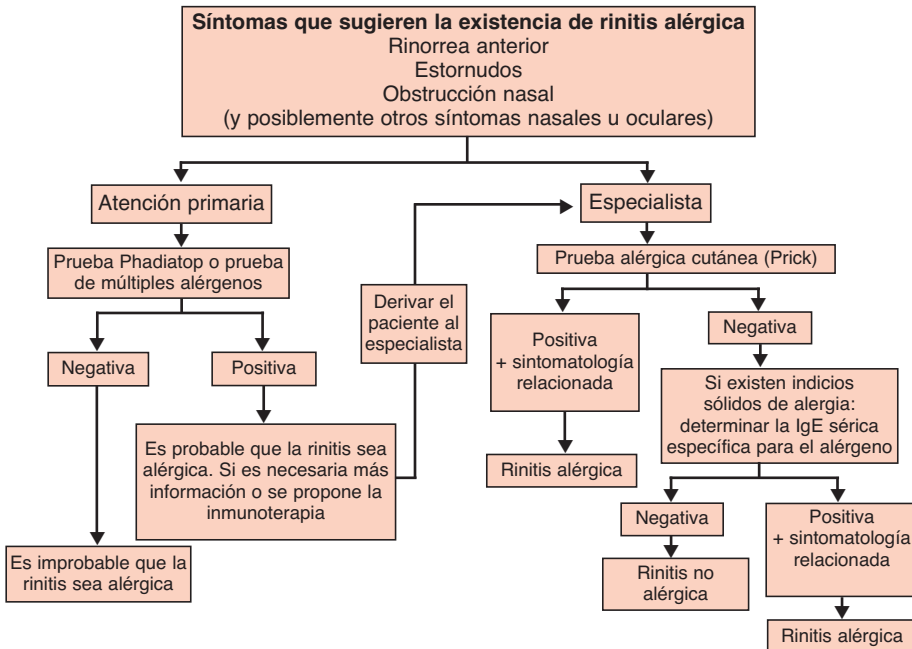 Síntomas que sugieren la existencia de rinitis alérgica
Rinorrea anterior
Estornudos
Obstrucción nasal
(y posiblemente otros síntomas nasales u oculares)
Atención primaria
Prueba Phadiatop o prueba
de múltiples alérgenos
Negativa
Positiva
Es probable que la rinitis sea
alérgica. Si es necesaria más
información o se propone la
inmunoterapia
Es improbable que la
rinitis sea alérgica
Derivar el
paciente al
especialista
Especialista
Prueba alérgica cutánea (Prick)
Positiva
+ sintomatología
relacionada
Rinitis alérgica
Negativa
Si existen indicios
sólidos de alergia:
determinar la IgE sérica
específica para el alérgeno
Negativa
Rinitis no
alérgica
Positiva
+ sintomatología
relacionada
Rinitis alérgica